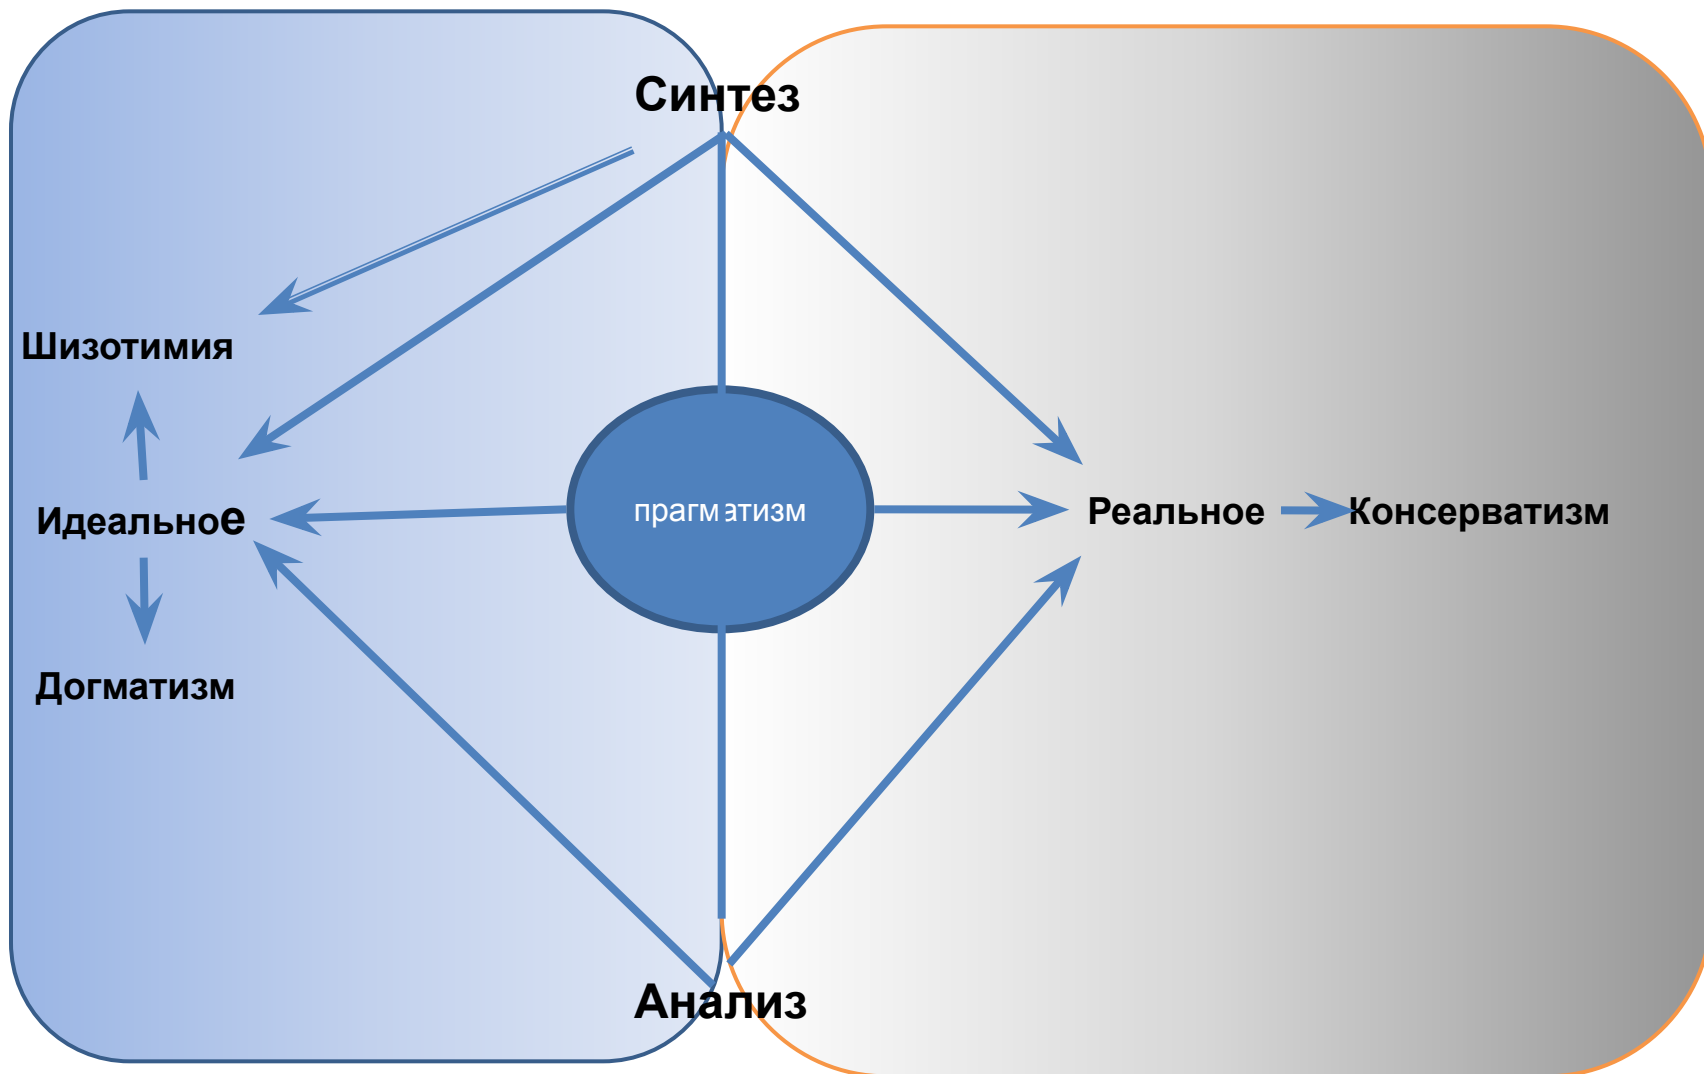 Синтез
Шизотимия
прагматизм
Идеальное
Реальное
Консерватизм
Догматизм
Анализ